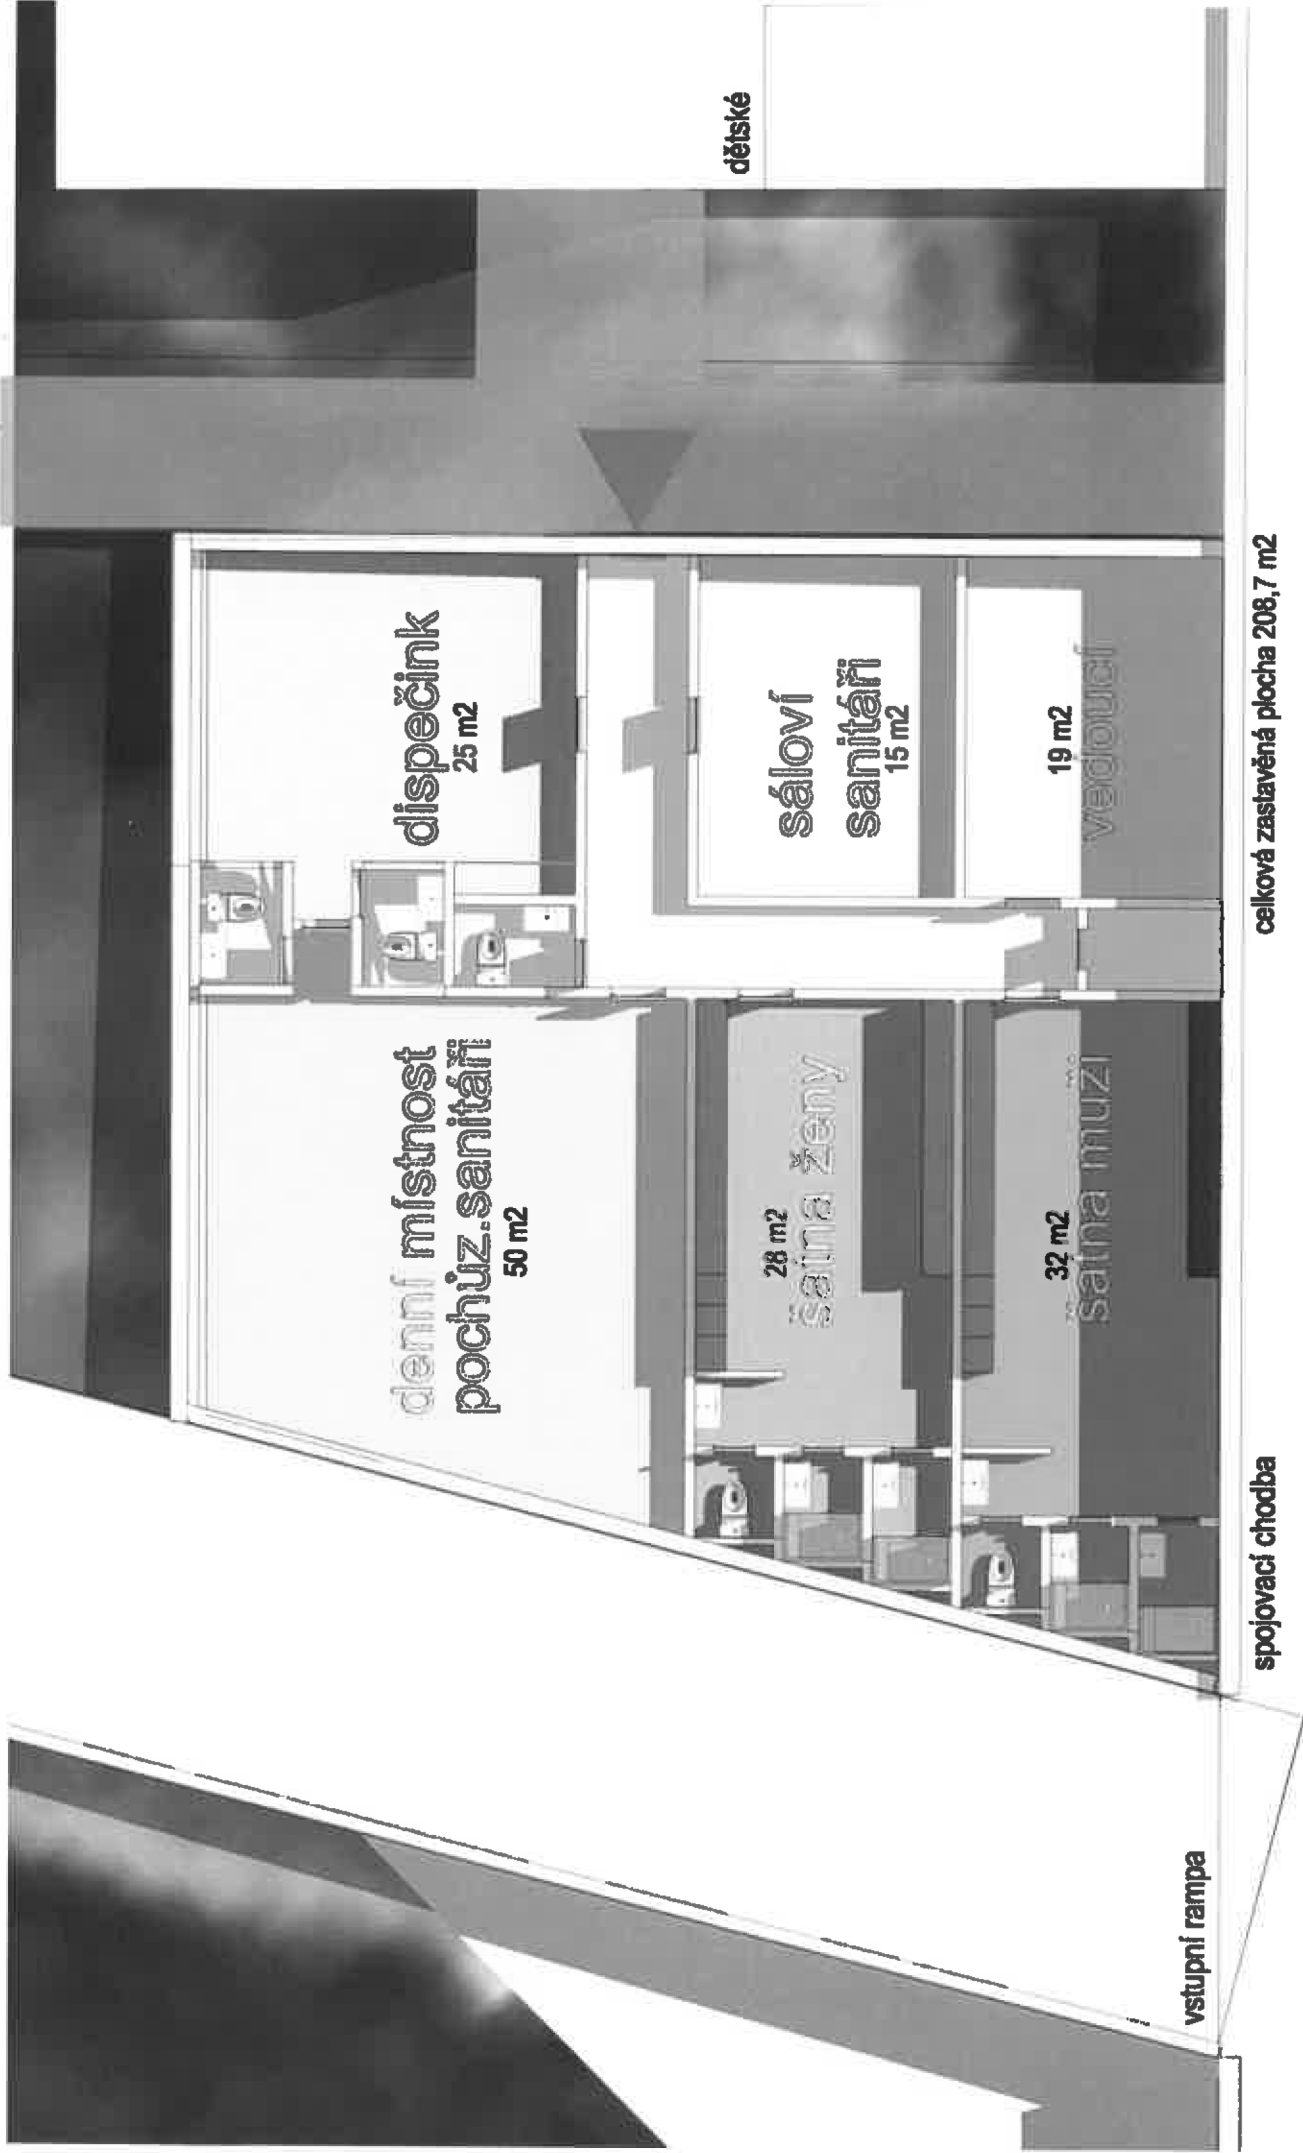 dětské
dispečink
25 m2
sáloví
sanitáři
15 m2
19 m2
vedoucí
denní místnost
pochůz.sanitáři
50 m2
28 m2
šatna ženy
32 m2
šatna muži
celková zastavěná plocha 208,7 m2
spojovací chodba
vstupní rampa